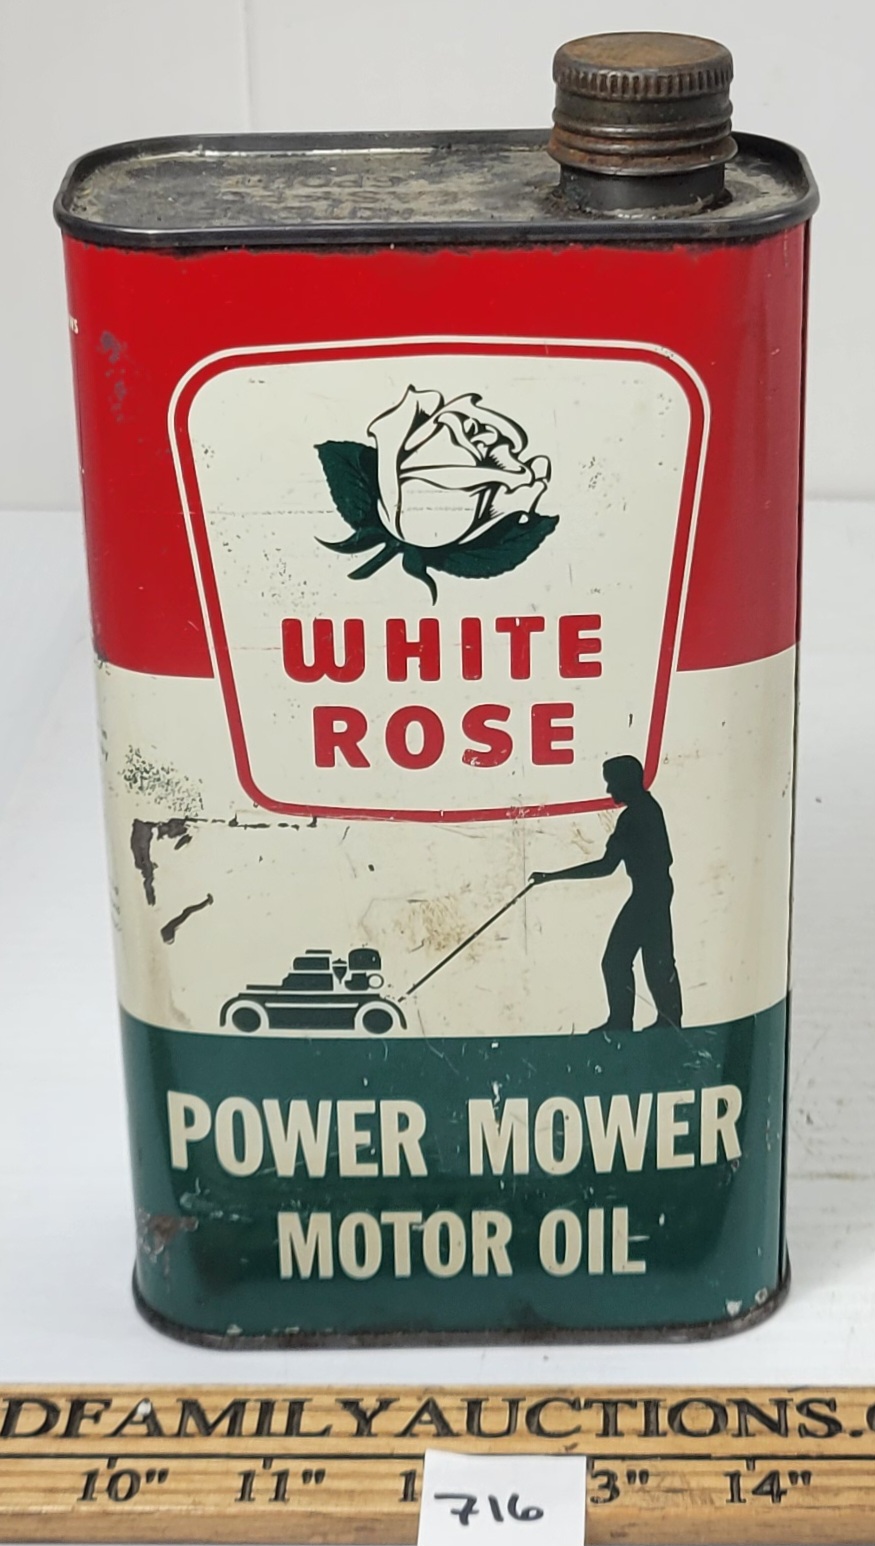 WHITE
ROSE
POWER MOWER
MOTOR OIL
DFAMILYAUCTIONS.
10" 11" 1 3" 14"
716